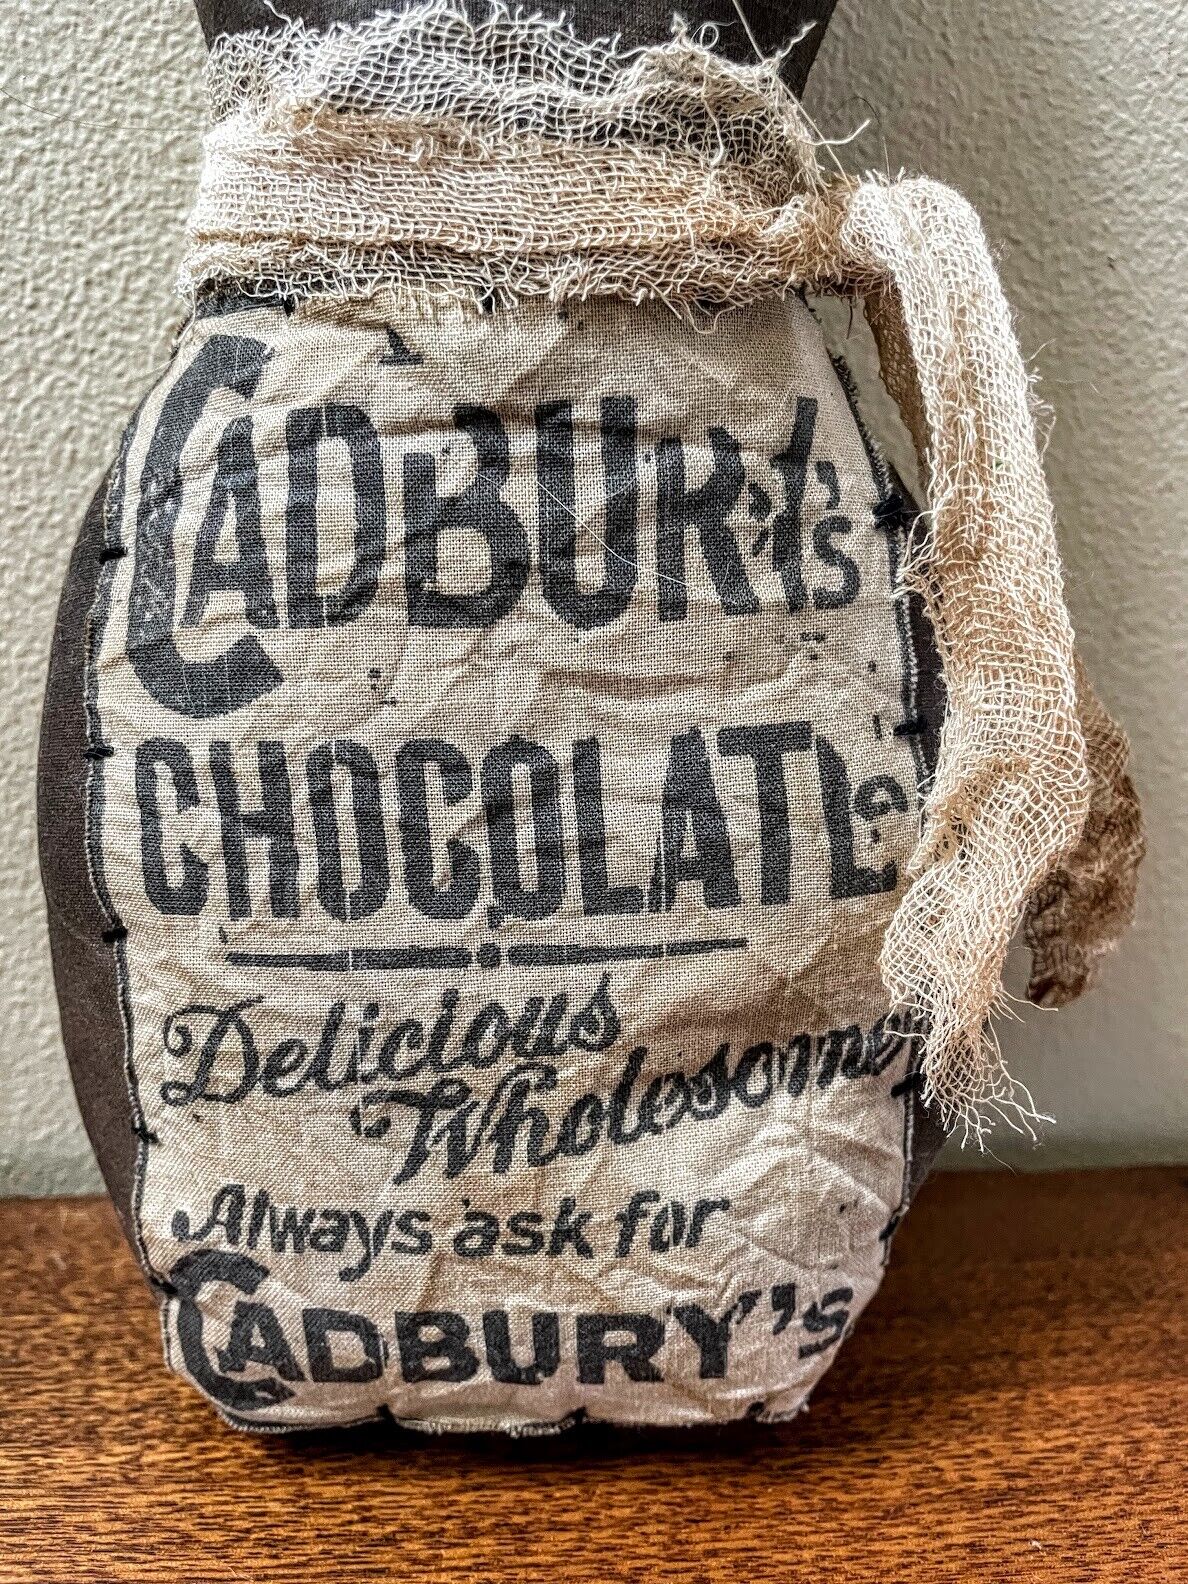 CADBURY's
CHOCOLATE
Delicious
Wholesome
Always ask for
CADBURY's